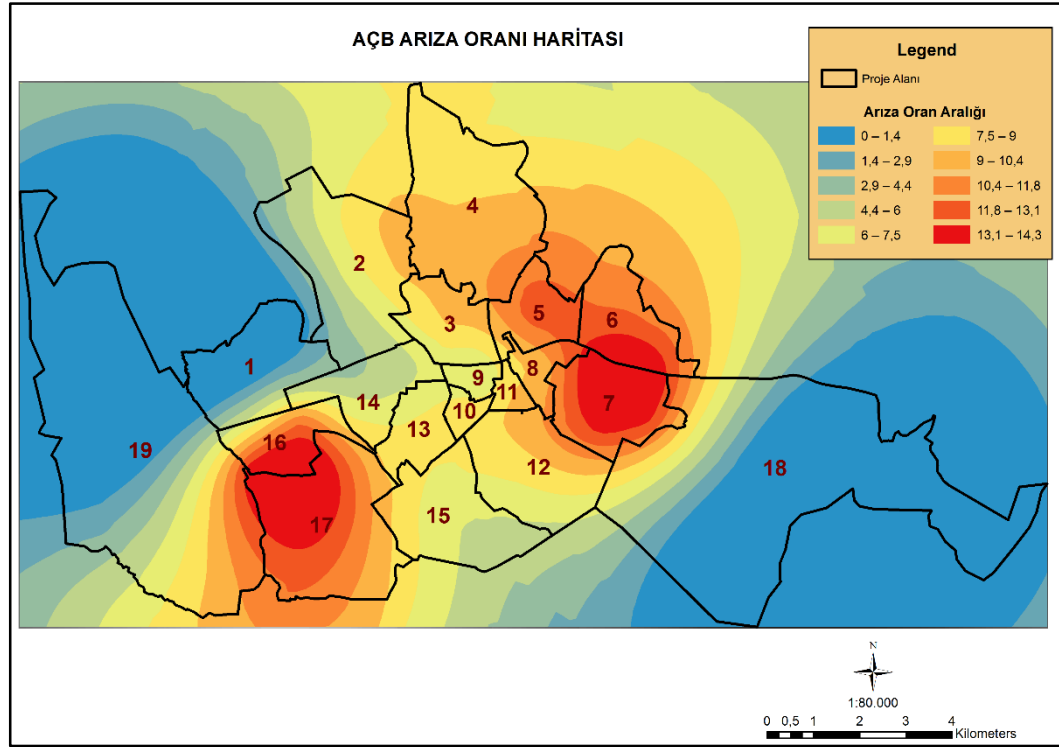 AÇB ARIZA ORANI HARİTASI
Legend
Proje Alanı
Arıza Oran Aralığı
0 – 1,4
7,5 – 9
1,4 – 2,9
9 – 10,4
2,9 – 4,4
10,4 – 11,8
4,4 – 6
11,8 – 13,1
6 – 7,5
13,1 – 14,3
4
2
5
6
3
1
9
8
14
11
7
10
13
16
19
12
18
15
17
N
1:80.000
0 0,5 1 2 3 4
Kilometers